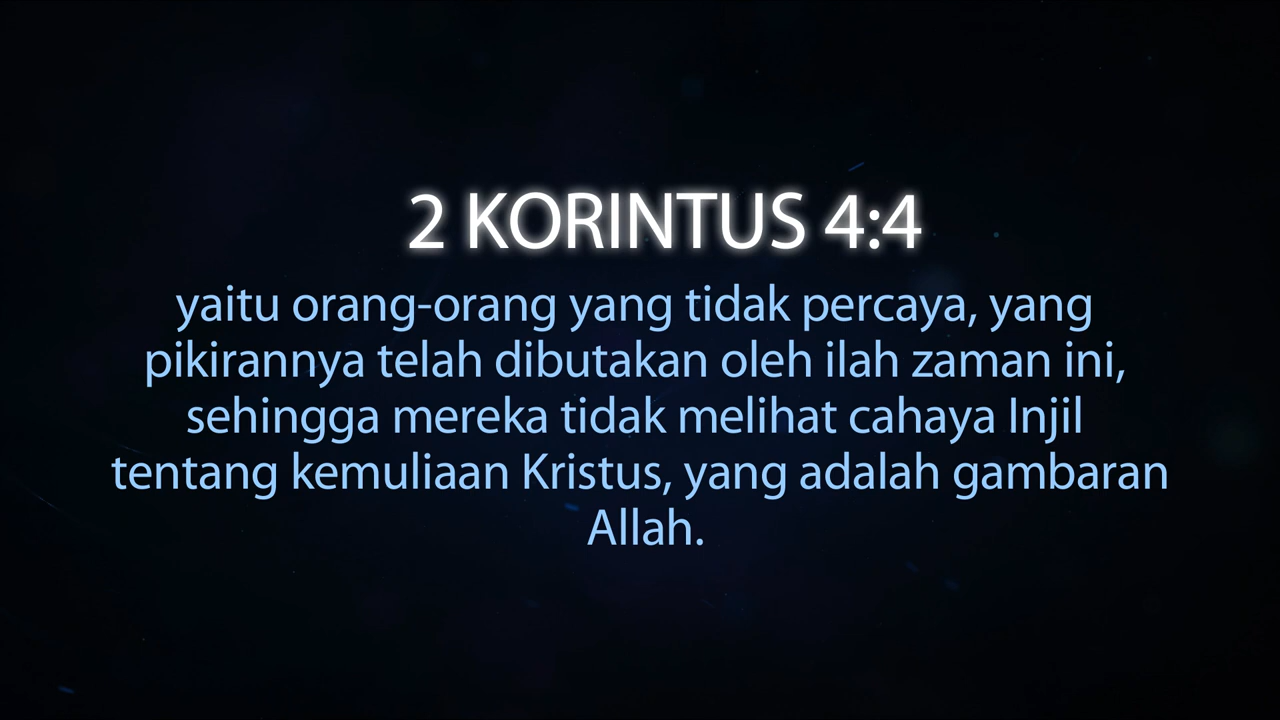 2 KORINTUS 4:4
yaitu orang-orang yang tidak percaya, yang
pikirannya telah dibutakan oleh ilah zaman ini,
sehingga mereka tidak melihat cahaya Injil
tentang kemuliaan Kristus, yang adalah gambaran
Allah.